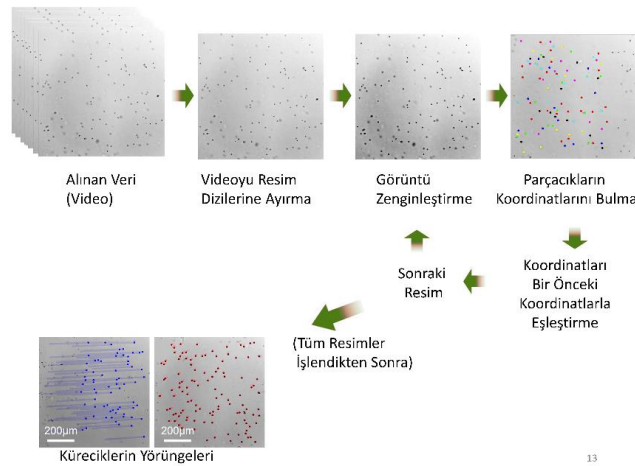 Alınan Veri
(Video)
Videoyu Resim
Dizilerine Ayırma
Görüntü
Zenginleştirme
Parçacıkların
Koordinatlarını Bulma
Koordinatları
Bir Önceki
Koordinatlarla
Eşleştirme
Sonraki
Resim
(Tüm Resimler
İşlendikten Sonra)
200μm
200μm
Küreciklerin Yörüngeleri
13